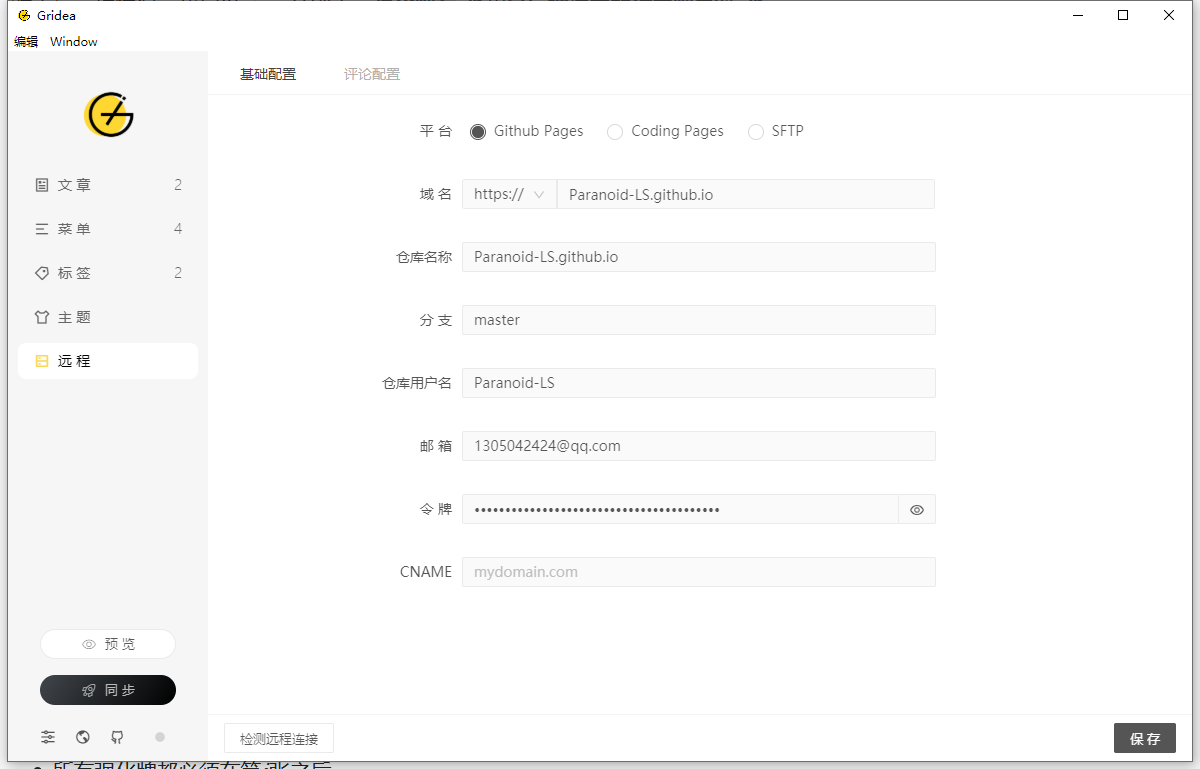 Gridea
编辑 Window
基础配置 评论配置
平台 Github Pages Coding Pages SFTP
文章 2
域名 https:// Paranoid-LS.github.io
菜单 4
仓库名称 Paranoid-LS.github.io
标签 2
主题
分支 master
远程
仓库用户名 Paranoid-LS
邮箱 1305042424@qq.com
令牌 ••••••••••••••••••••••••••••••••••••••••
CNAME mydomain.com
预览
同步
检测远程连接 保存